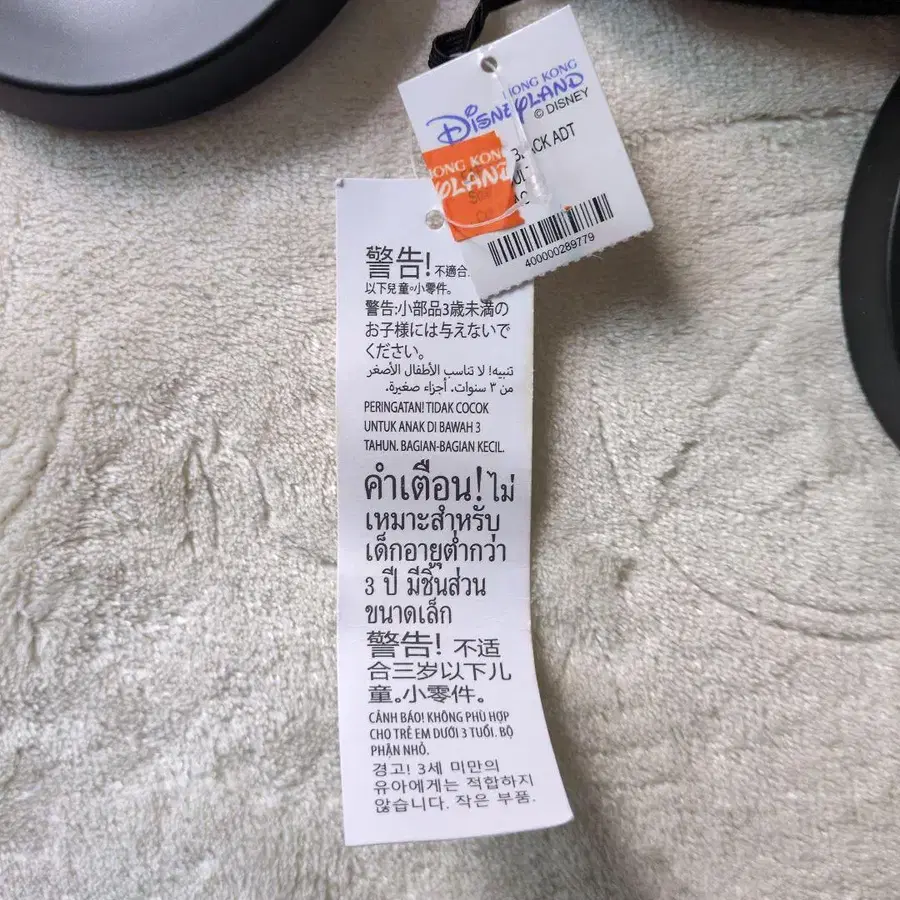 HONG KONG
DISNEYLAND
© DISNEY
ACK ADT
HONG KONG
YLAND
400000289779
警告! 不適合
以下兒童。小零件。
警告:小部品3歳未満の
お子様には与えないで
ください。
تنبيه! لا تناسب الأطفال الأصغر
من ٣ سنوات. أجزاء صغيرة.
PERINGATAN! TIDAK COCOK
UNTUK ANAK DI BAWAH 3
TAHUN. BAGIAN-BAGIAN KECIL.
คำเตือน! ไม่
เหมาะสำหรับ
เด็กอายุต่ำกว่า
3 ปี มีชิ้นส่วน
ขนาดเล็ก
警告! 不适
合三岁以下儿
童。小零件。
CẢNH BÁO! KHÔNG PHÙ HỢP
CHO TRẺ EM DƯỚI 3 TUỔI. BỘ
PHẬN NHỎ.
경고! 3세 미만의
유아에게는 적합하지
않습니다. 작은 부품.